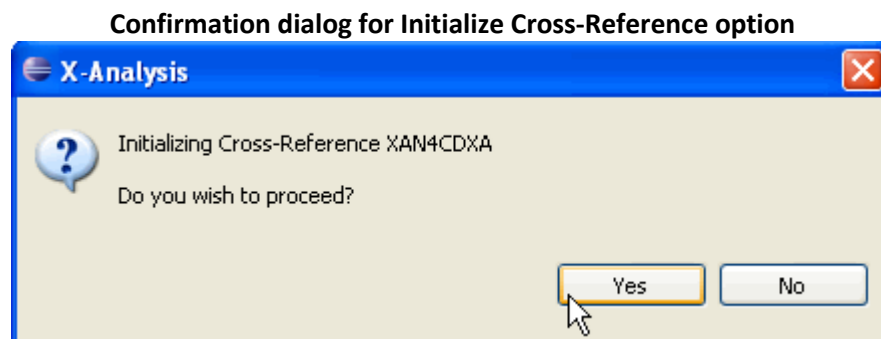 Confirmation dialog for Initialize Cross-Reference option
X-Analysis
Initializing Cross-Reference XAN4CDXA
Do you wish to proceed?
Yes No